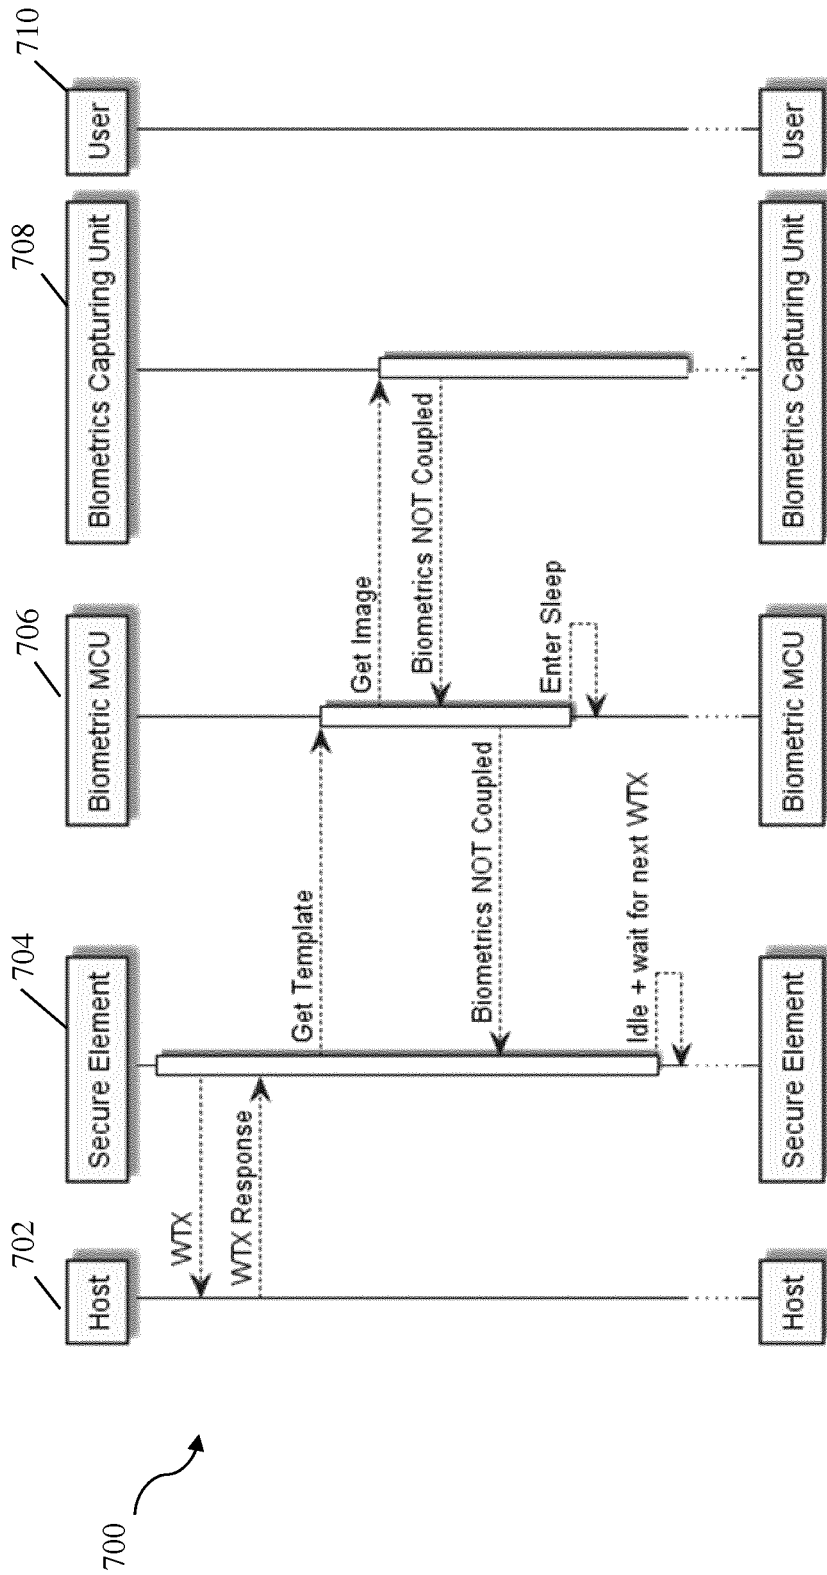 700
702
704
706
708
710
Host
Secure Element
Biometric MCU
Biometrics Capturing Unit
User
WTX
WTX Response
Get Template
Get Image
Biometrics NOT Coupled
Biometrics NOT Coupled
Enter Sleep
Idle + wait for next WTX
Host
Secure Element
Biometric MCU
Biometrics Capturing Unit
User